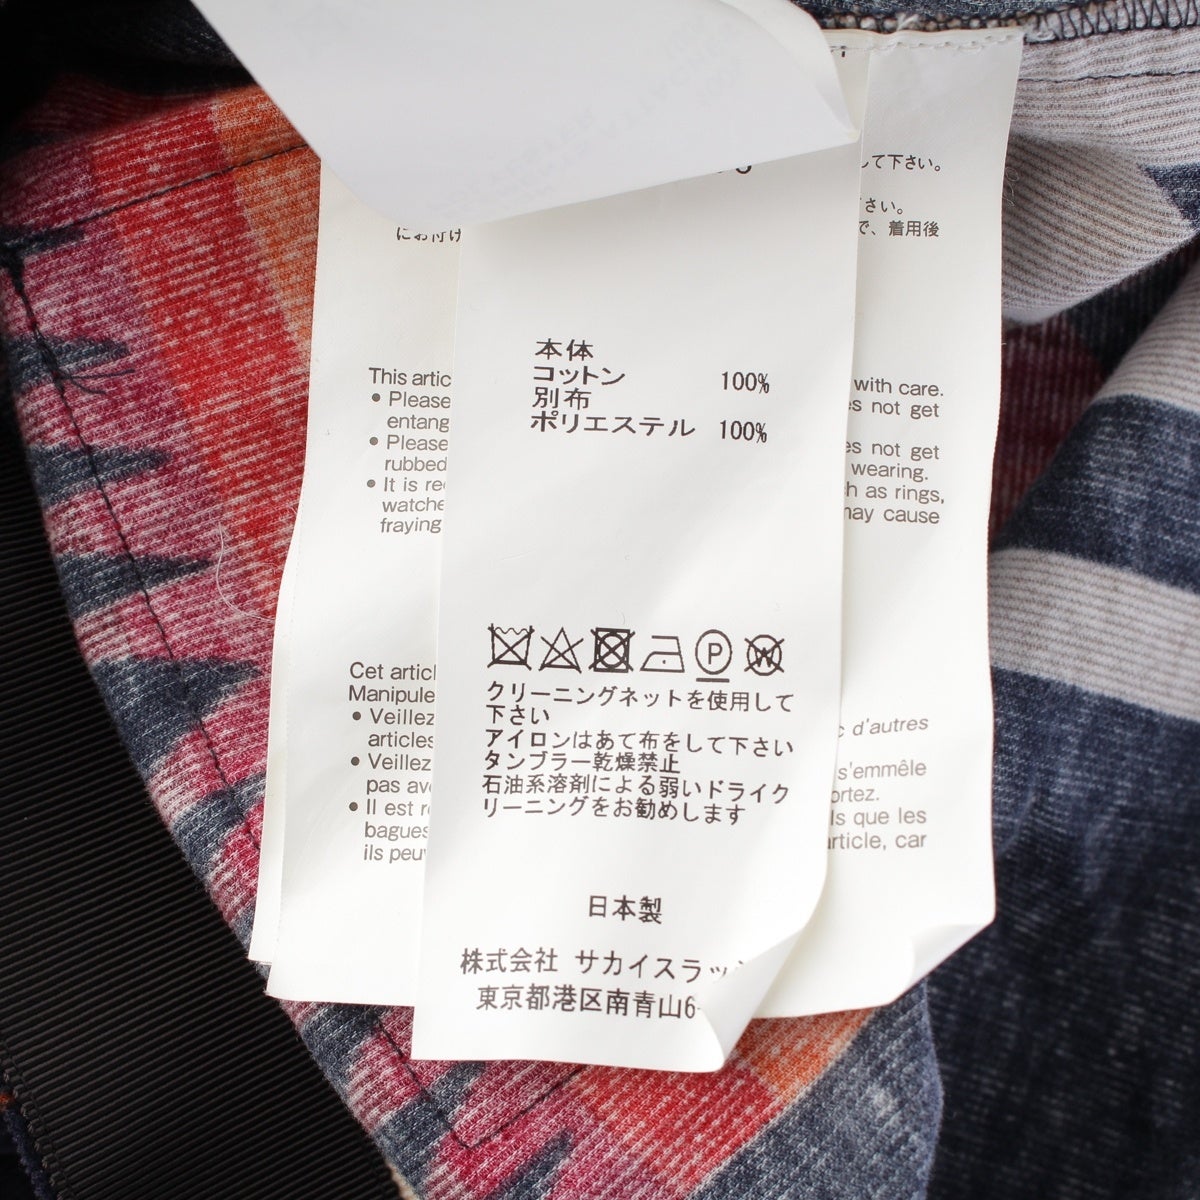 して下さい。
さい。
で、着用後
にお付け
本体
コットン 100%
別布
ポリエステル 100%
This artic
with care.
• Please
es not get
entang
• Please
es not get
rubbed
wearing.
• It is re
ch as rings,
watche
may cause
fraying
P
W
クリーニングネットを使用して
下さい
アイロンはあて布をして下さい
タンブラー乾燥禁止
石油系溶剤による弱いドライク
リーニングをお勧めします
Cet articl
Manipule
• Veillez
c d'autres
articles
• Veillez
s'emmêle
pas av
ortez.
• Il est r
ls que les
bagues
article, car
ils peuv
日本製
株式会社 サカイスラッ
東京都港区南青山6-